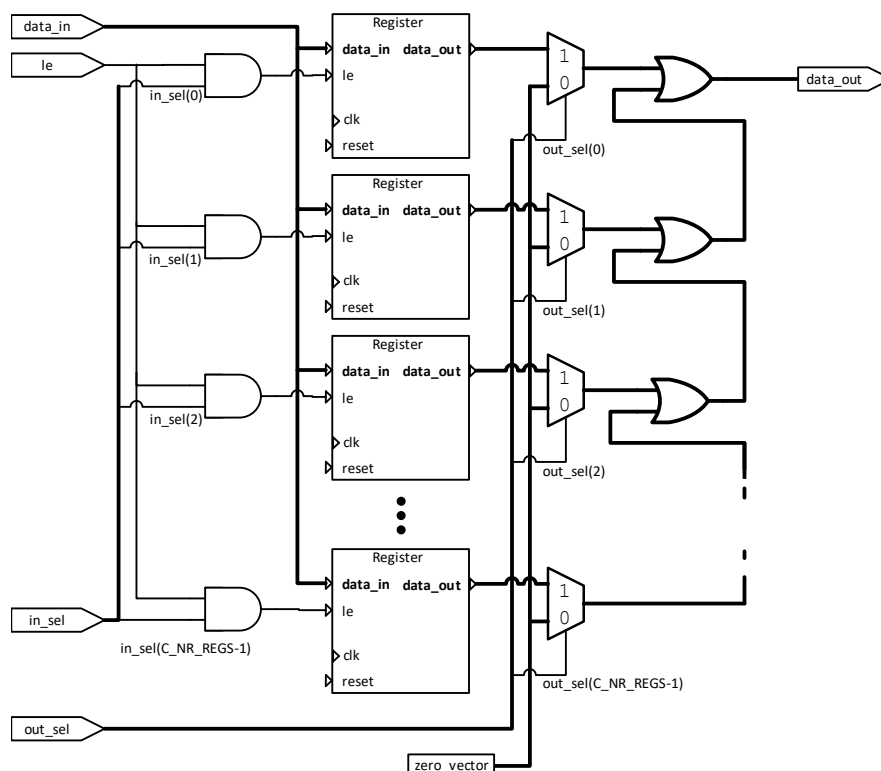 data_in
le
in_sel(0)
Register
data_in data_out
le
clk
reset
1
0
out_sel(0)
data_out
in_sel(1)
Register
data_in data_out
le
clk
reset
1
0
out_sel(1)
in_sel(2)
Register
data_in data_out
le
clk
reset
1
0
out_sel(2)
in_sel
in_sel(C_NR_REGS-1)
Register
data_in data_out
le
clk
reset
1
0
out_sel(C_NR_REGS-1)
out_sel
zero_vector